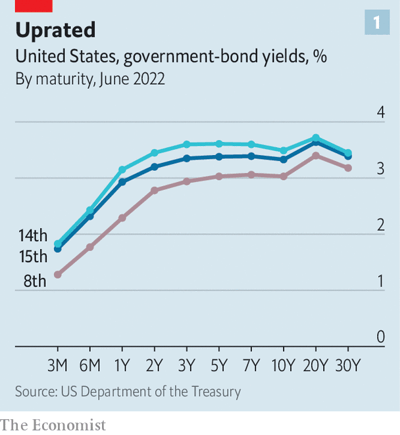 1
Uprated
United States, government-bond yields, %
By maturity, June 2022
4
3
2
14th
15th
8th
1
0
3M 6M 1Y 2Y 3Y 5Y 7Y 10Y 20Y 30Y
Source: US Department of the Treasury
The Economist